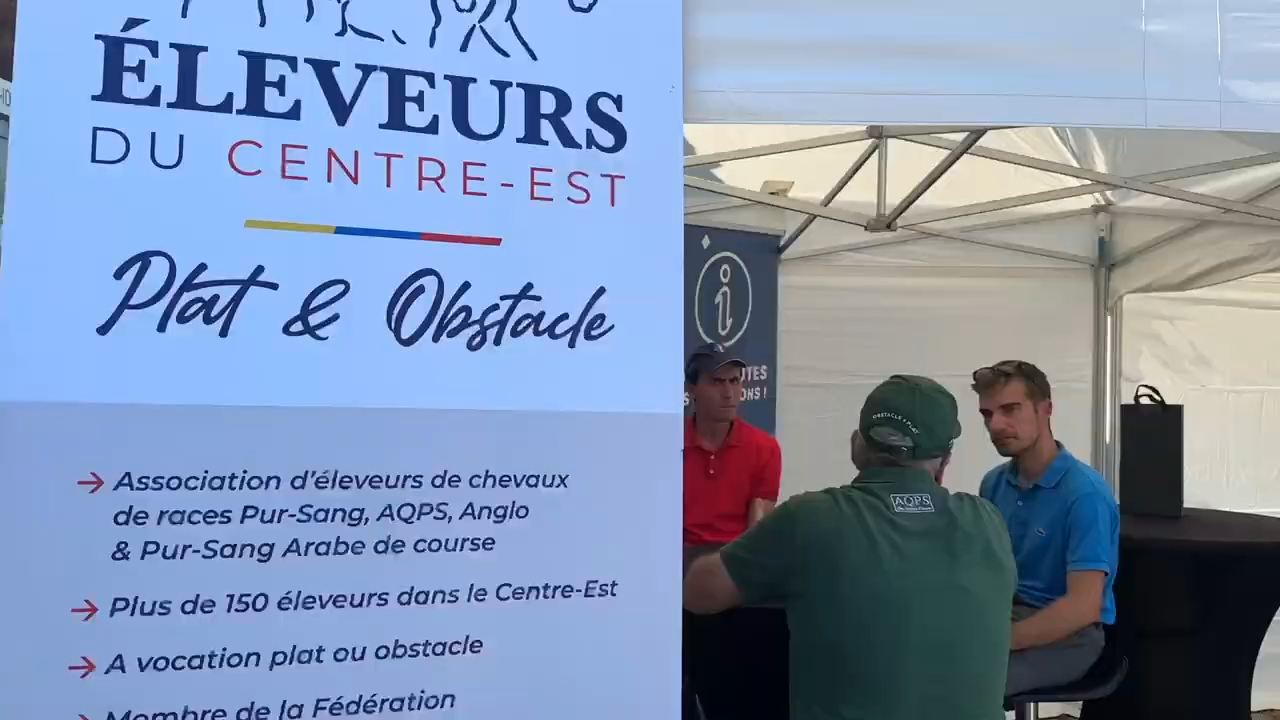 ÉLEVEURS
DU CENTRE-EST
Plat & Obstacle
→ Association d'éleveurs de chevaux
de races Pur-Sang, AQPS, Anglo
& Pur-Sang Arabe de course
→ Plus de 150 éleveurs dans le Centre-Est
→ A vocation plat ou obstacle
Membre de la Fédération
i
OBSTACLE & PLAT
AQPS